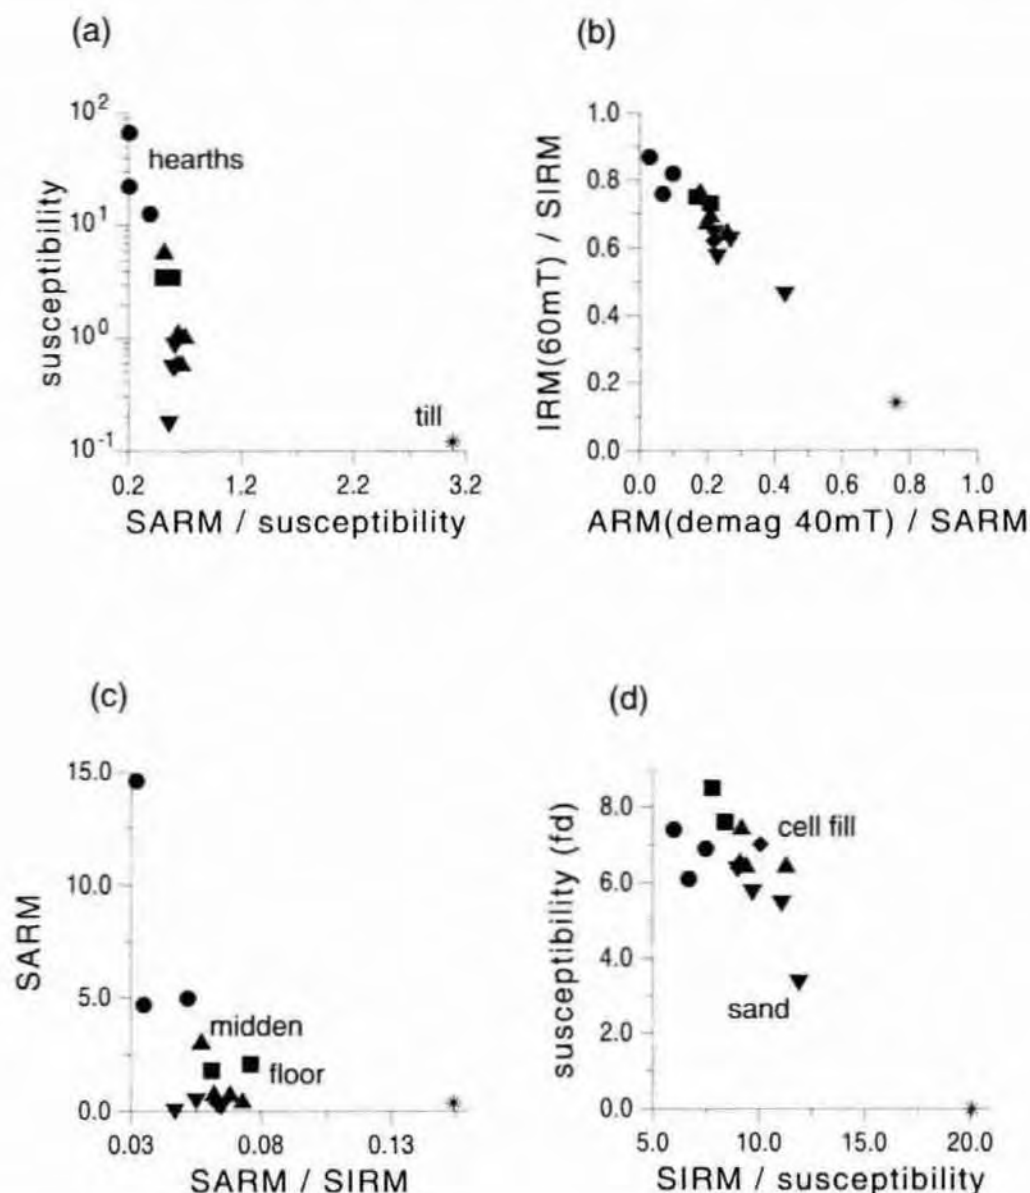 (a)
10²
hearths
10¹
10⁰
till
10⁻¹
0.2 1.2 2.2 3.2
susceptibility
SARM / susceptibility
(b)
1.0
0.8
0.6
0.4
0.2
0.0
0.0 0.2 0.4 0.6 0.8 1.0
IRM(60mT) / SIRM
ARM(demag 40mT) / SARM
(c)
15.0
10.0
5.0
midden
floor
0.0
0.03 0.08 0.13
SARM
SARM / SIRM
(d)
8.0
cell fill
6.0
4.0
sand
2.0
0.0
5.0 10.0 15.0 20.0
susceptibility (fd)
SIRM / susceptibility